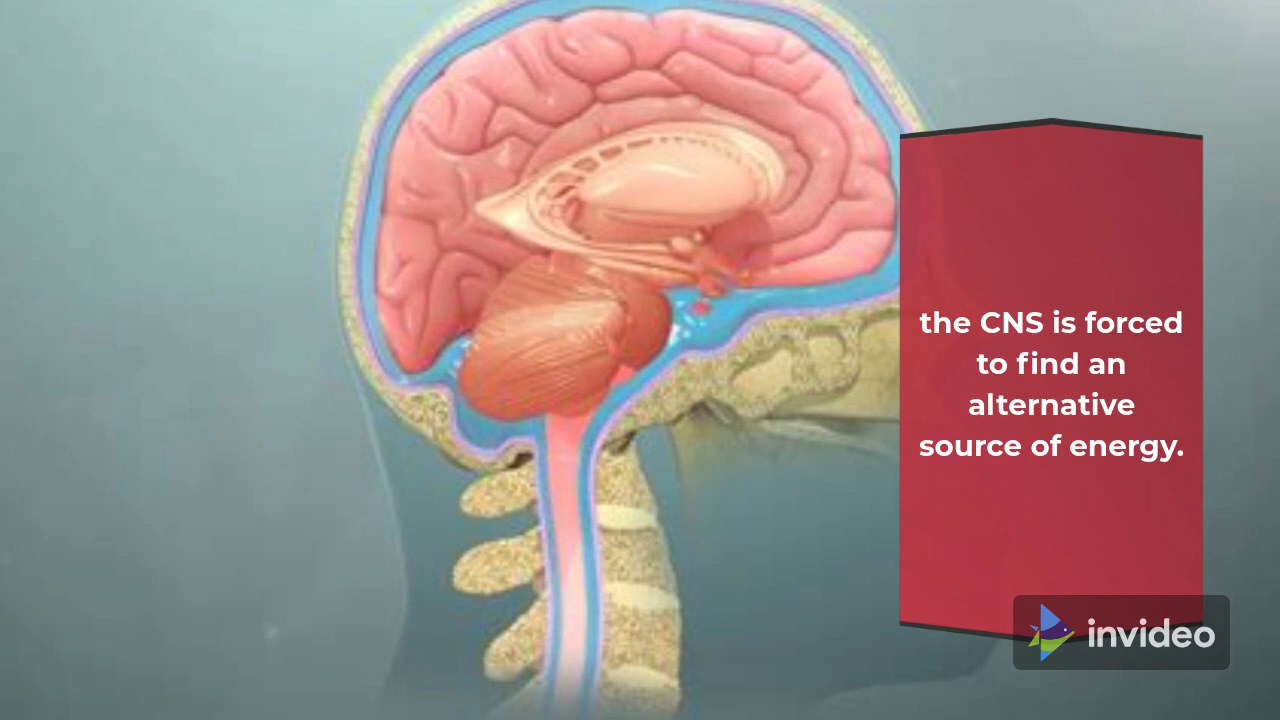 the CNS is forced
to find an
alternative
source of energy.
invideo